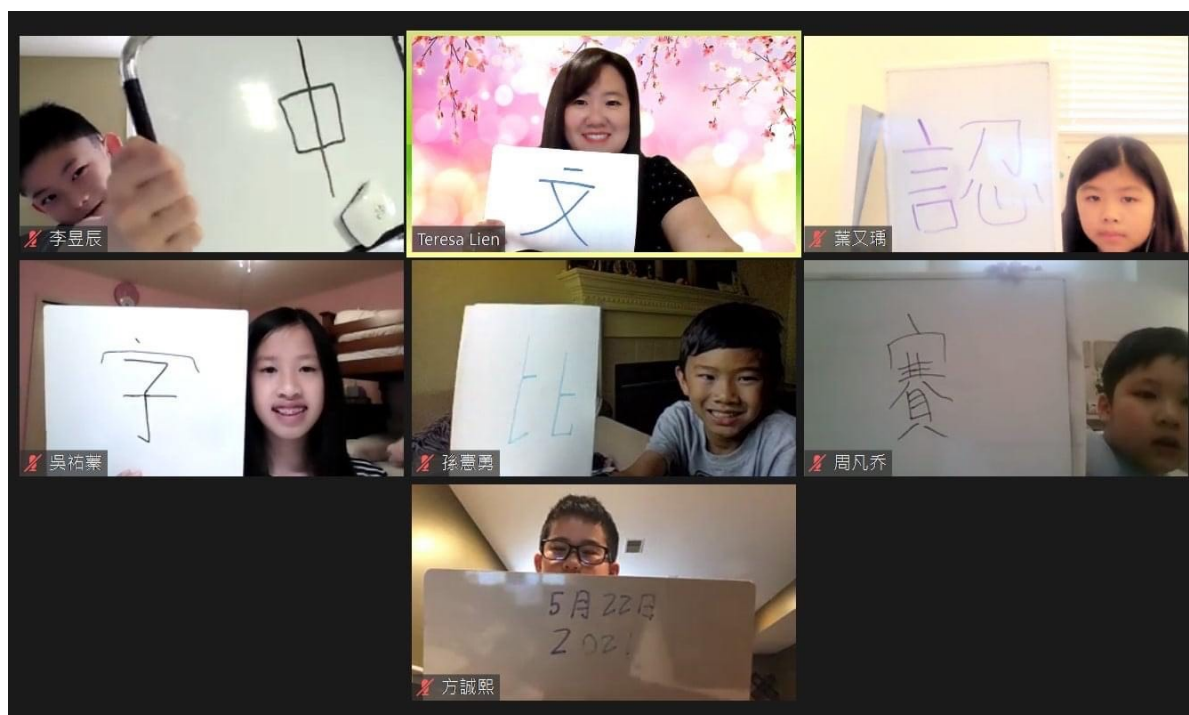 中
李昱辰
文
Teresa Lien
認
葉又瑀
字
吳祐蓁
比
孫憲勇
賽
周凡乔
5月22日
2021
方誠熙